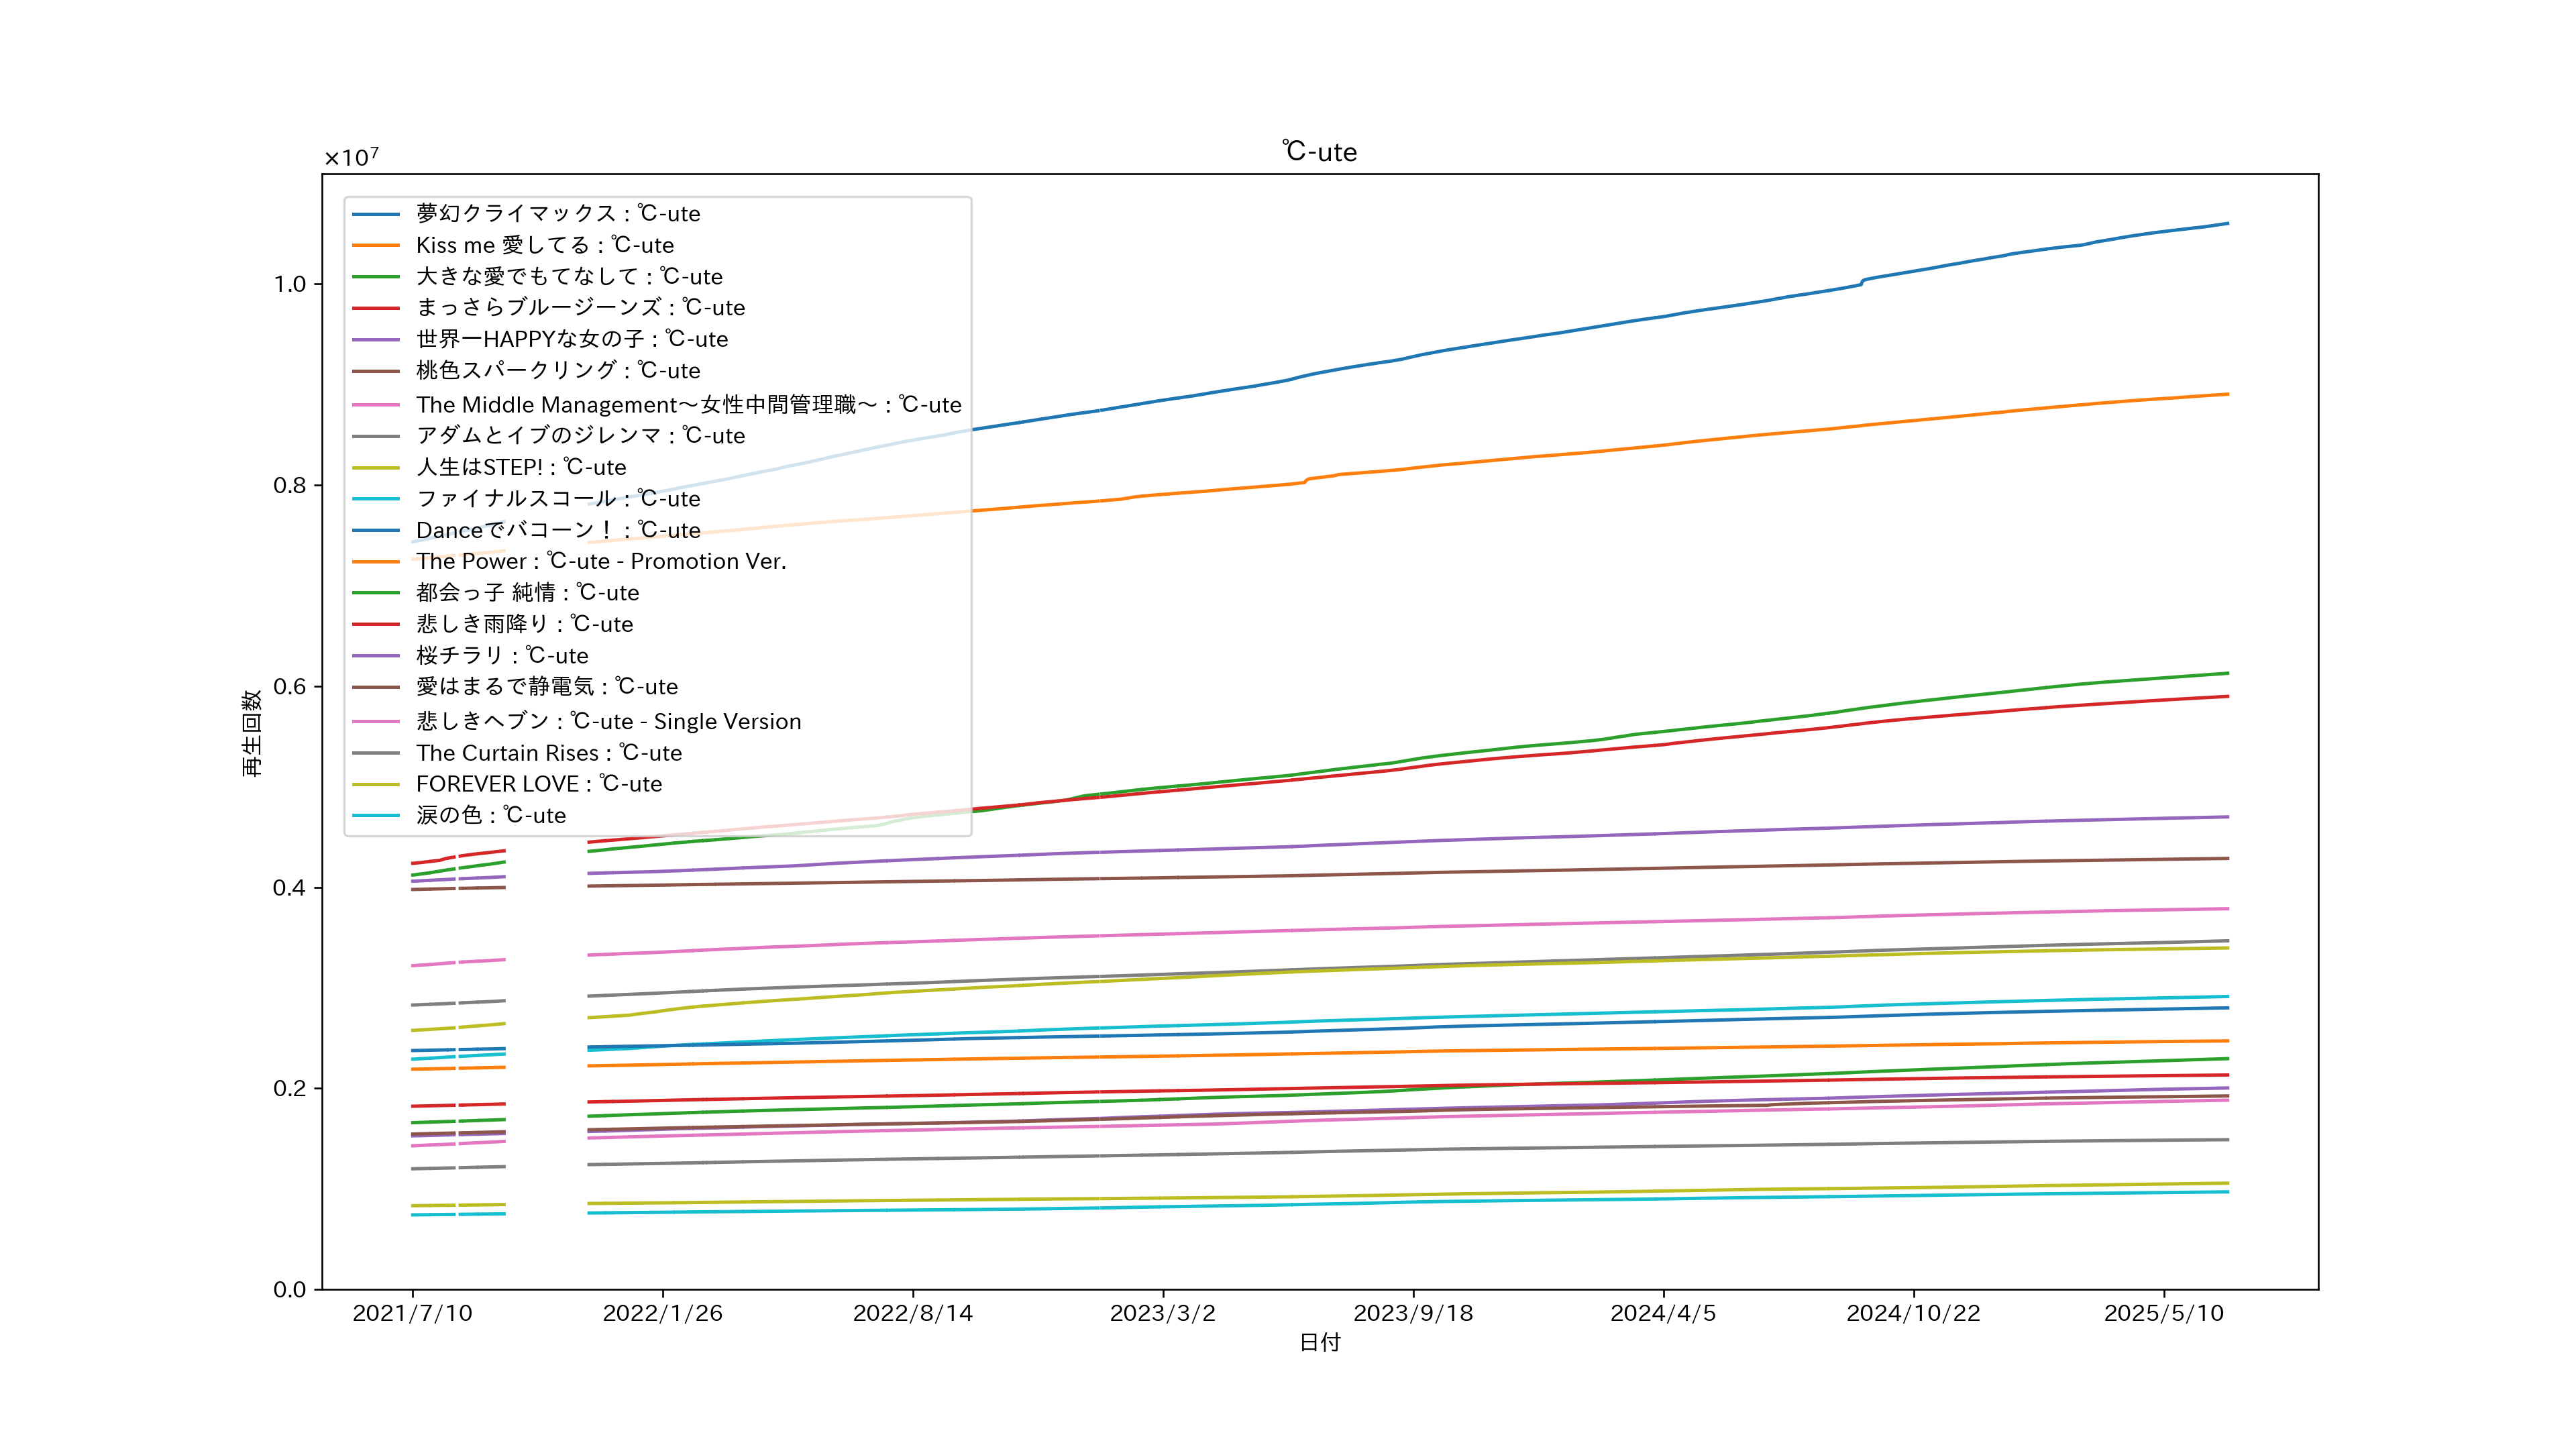 ℃-ute
×10⁷
夢幻クライマックス : ℃-ute
Kiss me 愛してる : ℃-ute
大きな愛でもてなして : ℃-ute
まっさらブルージーンズ : ℃-ute
世界一HAPPYな女の子 : ℃-ute
桃色スパークリング : ℃-ute
The Middle Management～女性中間管理職～ : ℃-ute
アダムとイブのジレンマ : ℃-ute
人生はSTEP! : ℃-ute
ファイナルスコール : ℃-ute
Danceでバコーン！ : ℃-ute
The Power : ℃-ute - Promotion Ver.
都会っ子 純情 : ℃-ute
悲しき雨降り : ℃-ute
桜チラリ : ℃-ute
愛はまるで静電気 : ℃-ute
悲しきヘブン : ℃-ute - Single Version
The Curtain Rises : ℃-ute
FOREVER LOVE : ℃-ute
涙の色 : ℃-ute
1.0
0.8
0.6
0.4
0.2
0.0
再生回数
2021/7/10
2022/1/26
2022/8/14
2023/3/2
2023/9/18
2024/4/5
2024/10/22
2025/5/10
日付